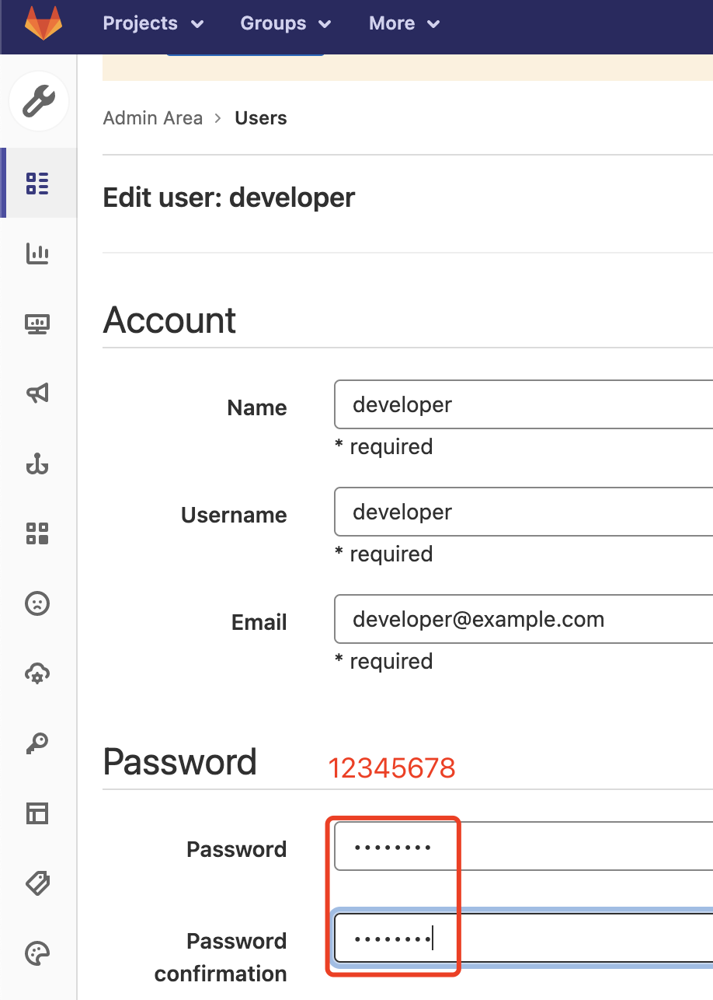 Projects Groups More
Admin Area › Users
Edit user: developer
Account
Name developer
* required
Username developer
* required
Email developer@example.com
* required
Password 12345678
Password ••••••••
Password ••••••••
confirmation